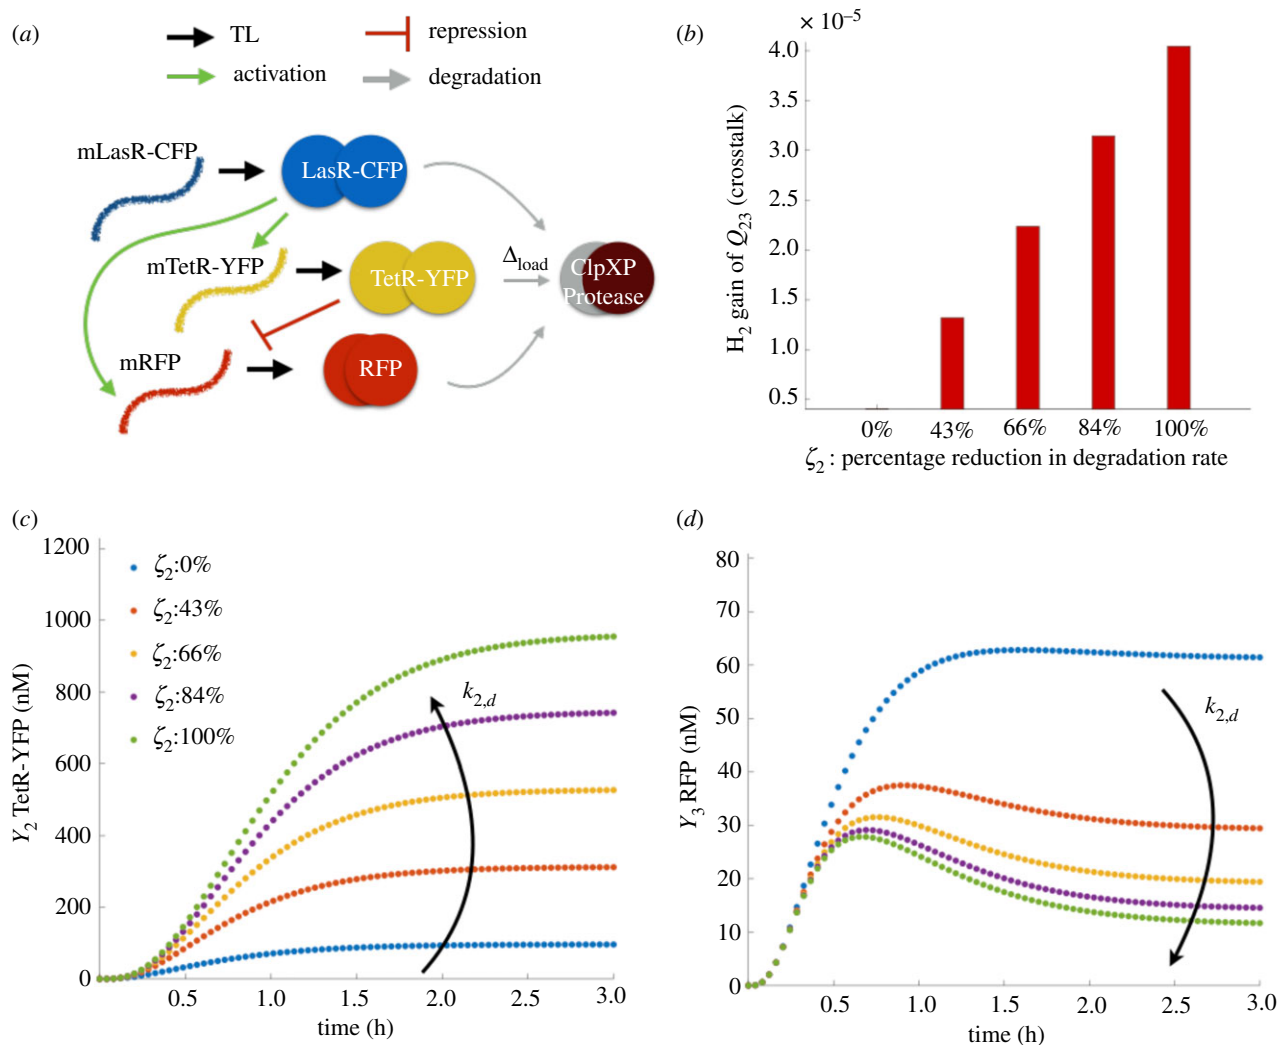 (a)
TL
repression
activation
degradation
mLasR-CFP
LasR-CFP
mTetR-YFP
TetR-YFP
Δload
ClpXP
Protease
mRFP
RFP
(b)
× 10–5
H2 gain of Q23 (crosstalk)
4.0
3.5
3.0
2.0
1.5
1.0
0.5
0% 43% 66% 84% 100%
ζ2 : percentage reduction in degradation rate
(c)
Y2 TetR-YFP (nM)
1200
1000
800
600
400
200
0
ζ2:0%
ζ2:43%
ζ2:66%
ζ2:84%
ζ2:100%
k2,d
0.5 1.0 1.5 2.0 2.5 3.0
time (h)
(d)
Y3 RFP (nM)
80
70
60
50
40
30
20
10
0
k2,d
0.5 1.0 1.5 2.0 2.5 3.0
time (h)